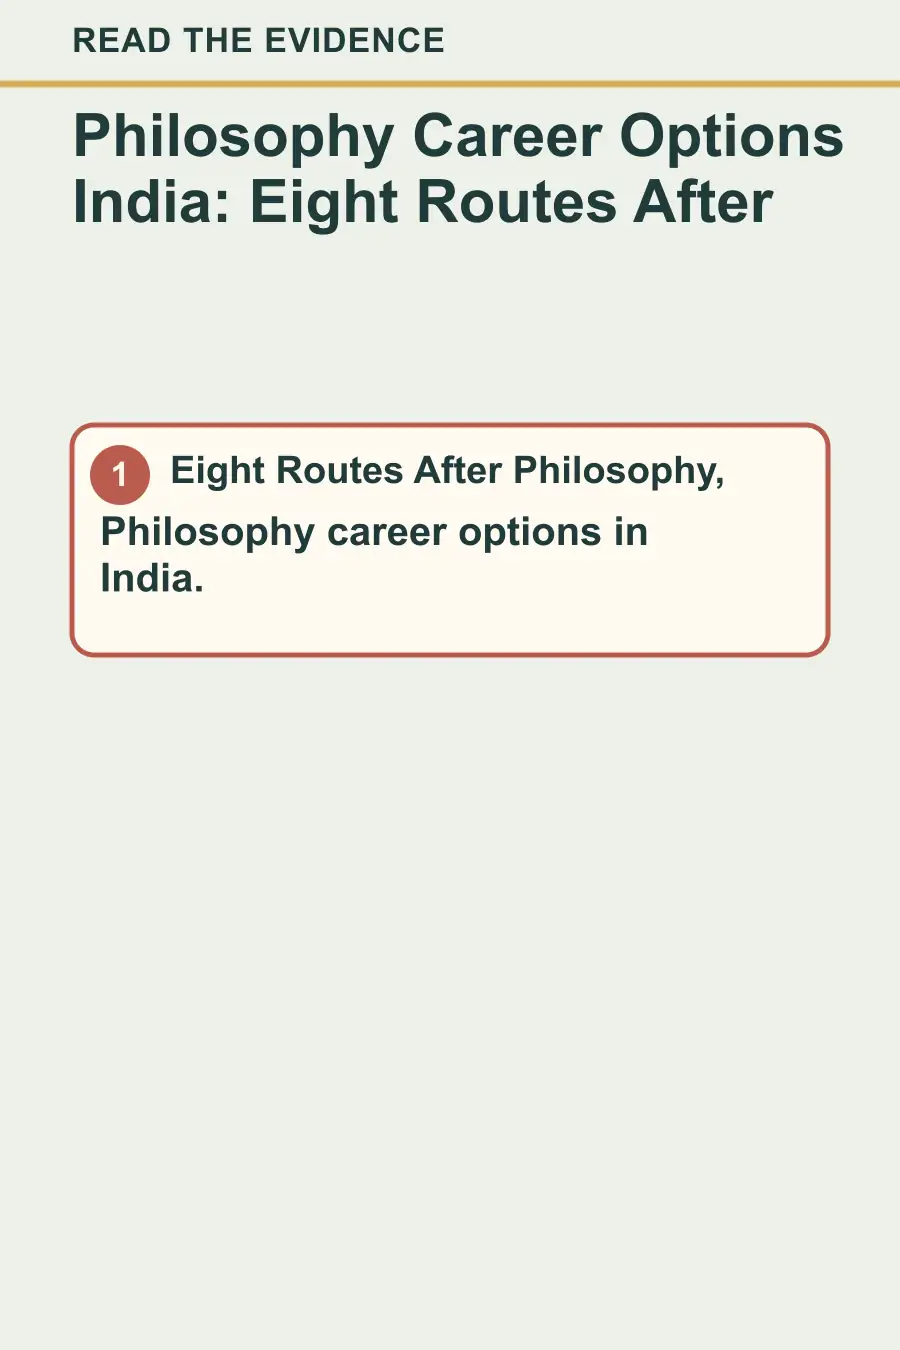 READ THE EVIDENCE
Philosophy Career Options
India: Eight Routes After
1 Eight Routes After Philosophy,
Philosophy career options in
India.